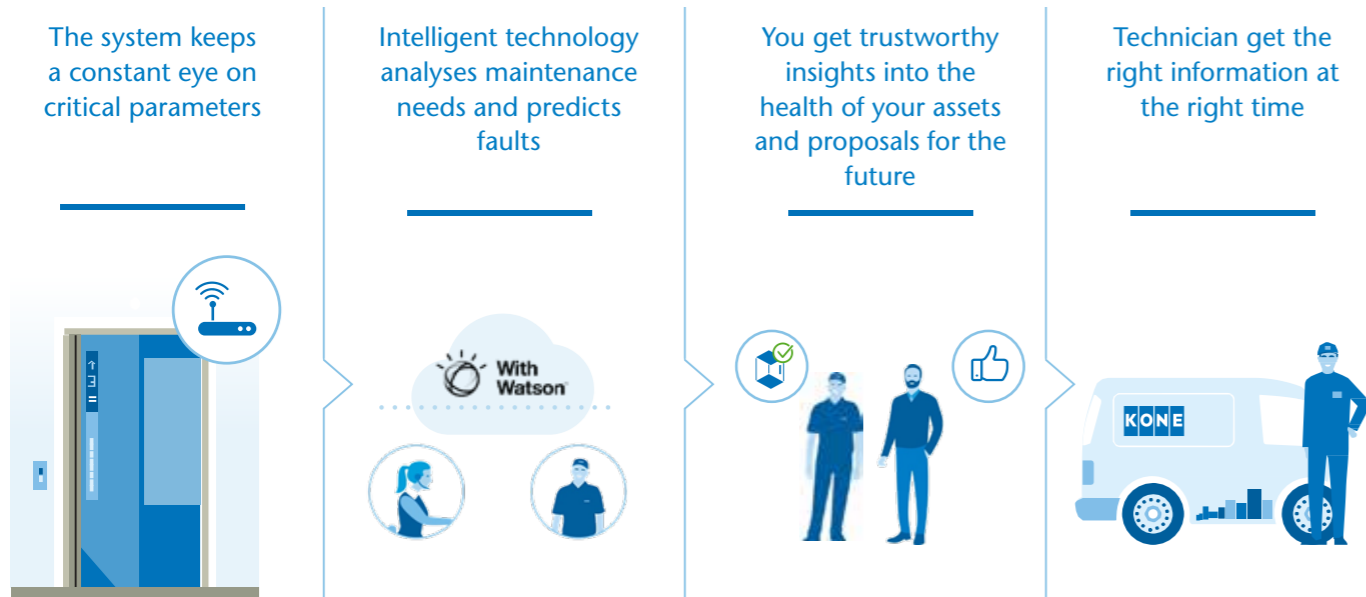 The system keeps
a constant eye on
critical parameters
Intelligent technology
analyses maintenance
needs and predicts
faults
You get trustworthy
insights into the
health of your assets
and proposals for the
future
Technician get the
right information at
the right time
With
Watson
KONE